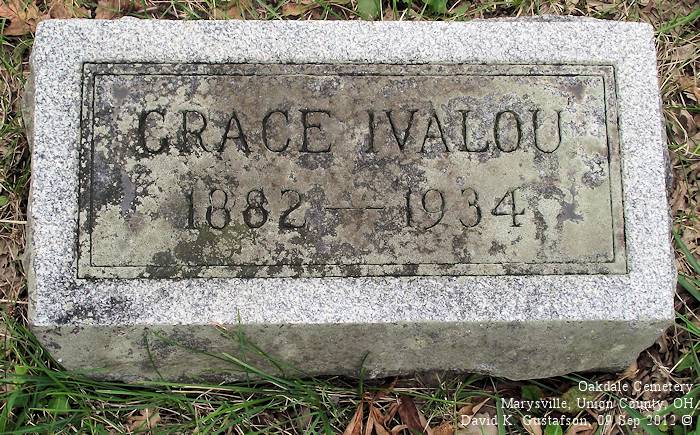 GRACE IVALOU
1882 — 1934
Oakdale Cemetery
Marysville, Union County, OH
David K. Gustafson, 09 Sep 2012 ©